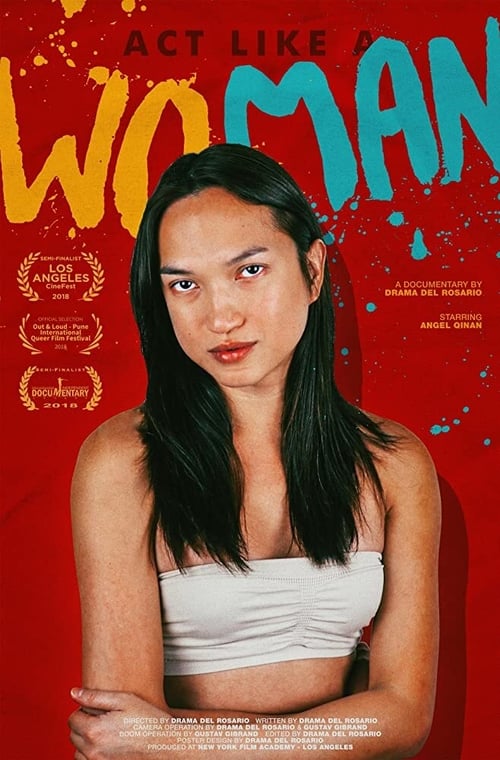 ACT LIKE A
WOMAN
SEMI-FINALIST
LOS
ANGELES
CineFest
2018
OFFICIAL SELECTION
Out & Loud - Pune
International
Queer Film Festival
2018
SEMI-FINALIST
DOCUMENTARY
2018
A DOCUMENTARY BY
DRAMA DEL ROSARIO
STARRING
ANGEL QINAN
DIRECTED BY DRAMA DEL ROSARIO WRITTEN BY DRAMA DEL ROSARIO
CAMERA OPERATION BY DRAMA DEL ROSARIO & GUSTAV GIBRAND
BOOM OPERATION BY GUSTAV GIBRAND EDITED BY DRAMA DEL ROSARIO
POSTER DESIGN BY DRAMA DEL ROSARIO
PRODUCED AT NEW YORK FILM ACADEMY - LOS ANGELES